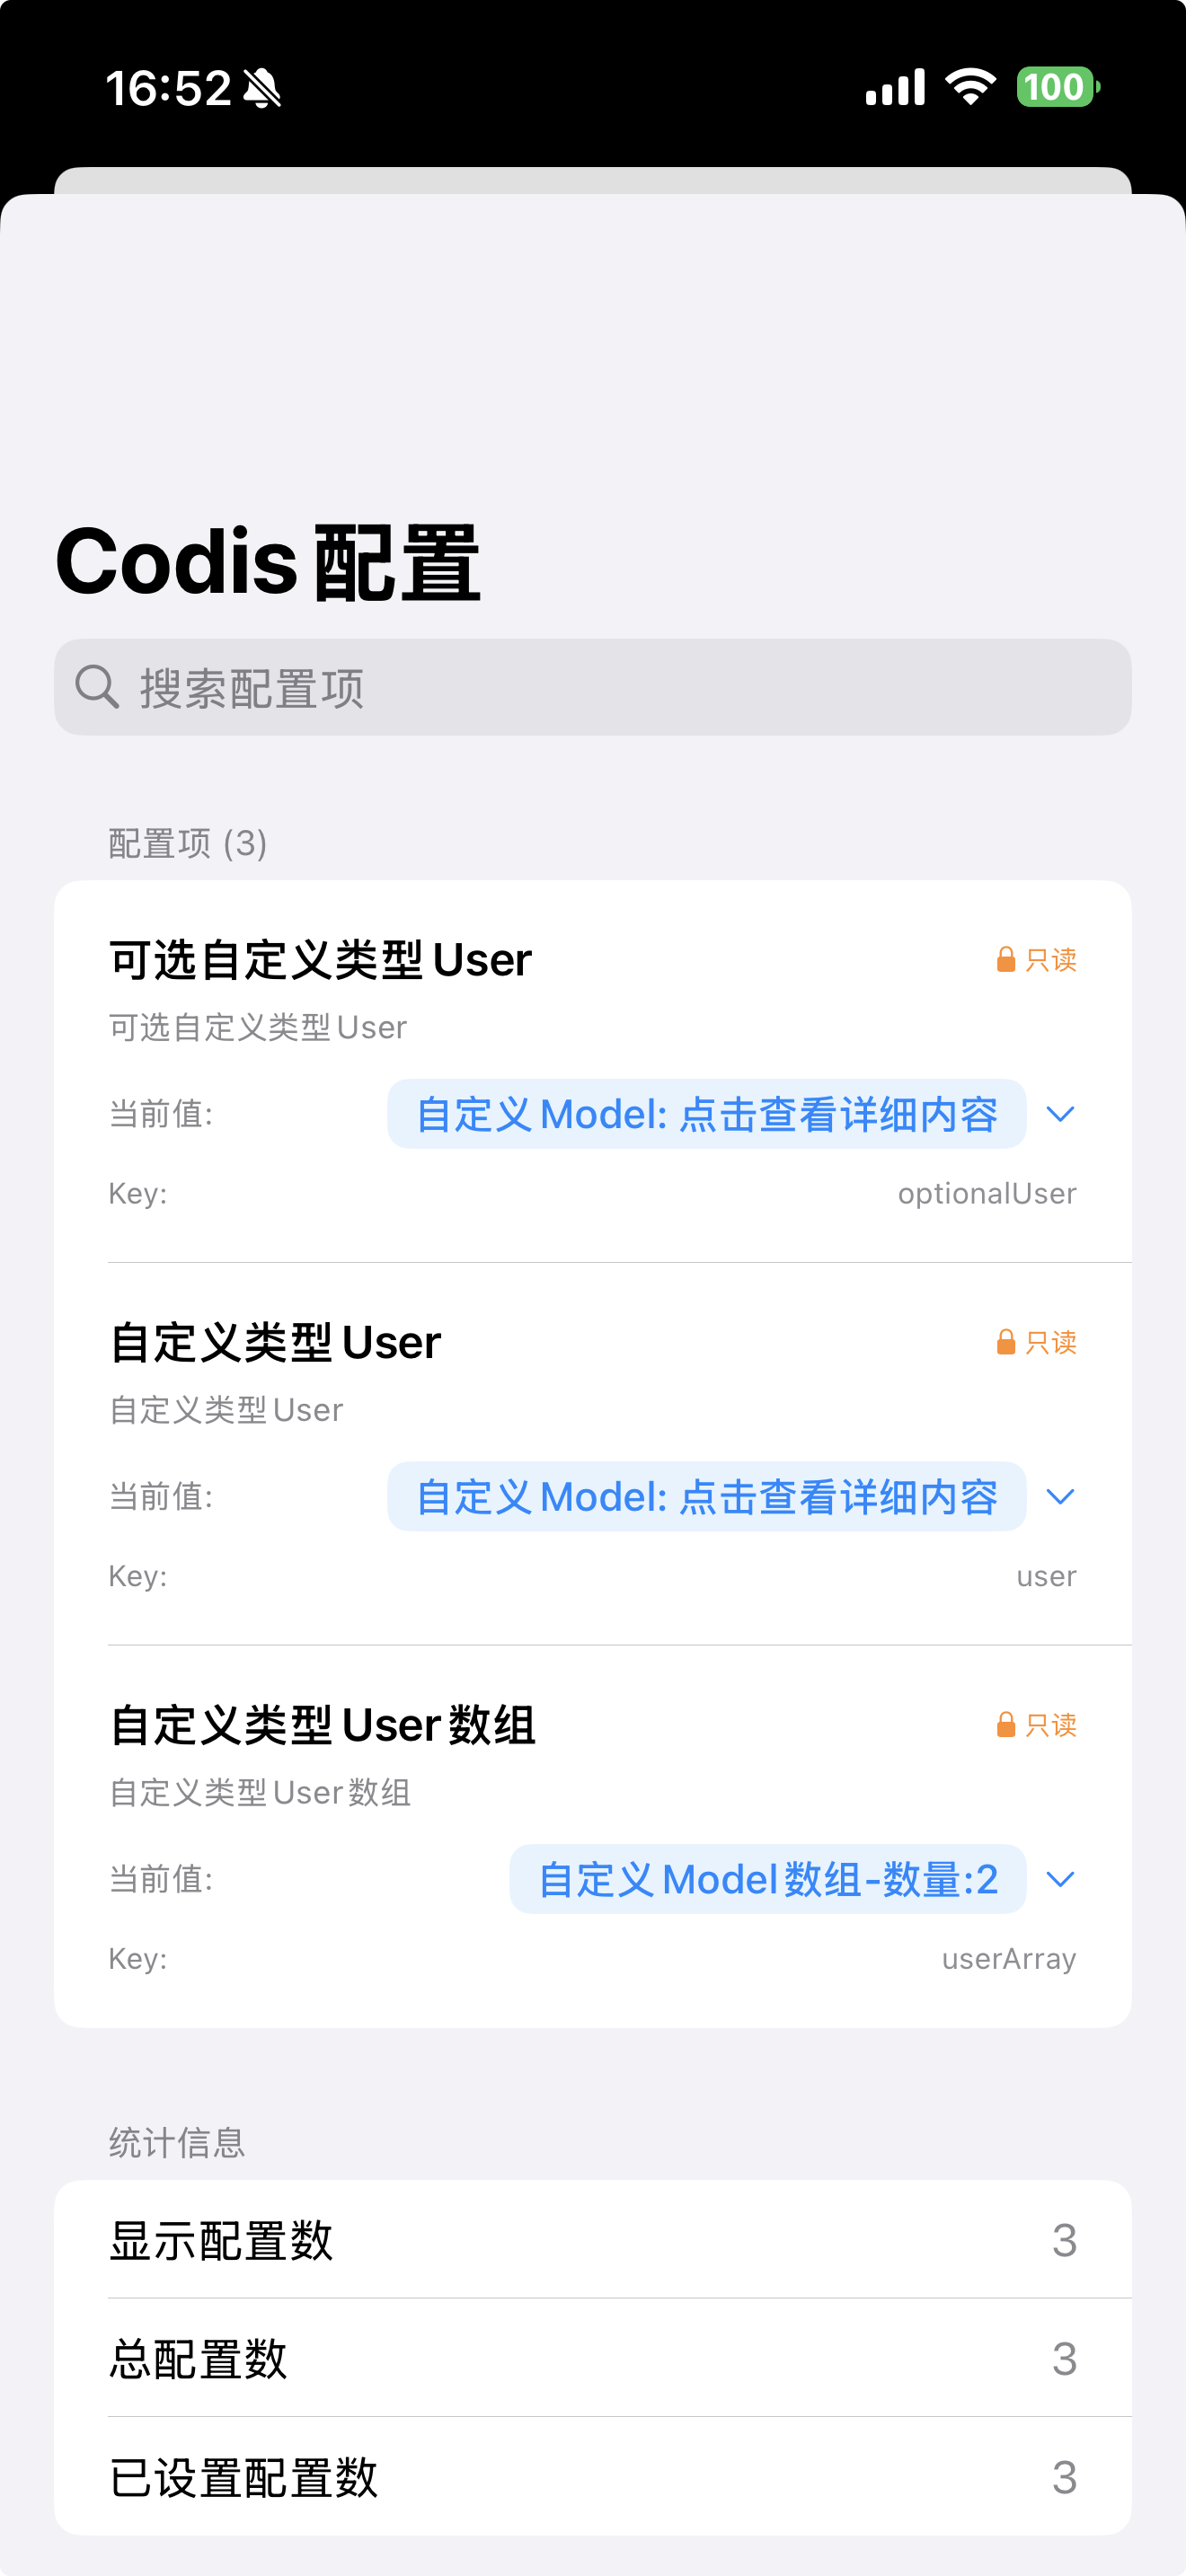 16:52
100
Codis 配置
搜索配置项
配置项 (3)
可选自定义类型 User
只读
可选自定义类型 User
当前值:
自定义 Model: 点击查看详细内容
Key:
optionalUser
自定义类型 User
只读
自定义类型 User
当前值:
自定义 Model: 点击查看详细内容
Key:
user
自定义类型 User 数组
只读
自定义类型 User 数组
当前值:
自定义 Model 数组-数量:2
Key:
userArray
统计信息
显示配置数
3
总配置数
3
已设置配置数
3